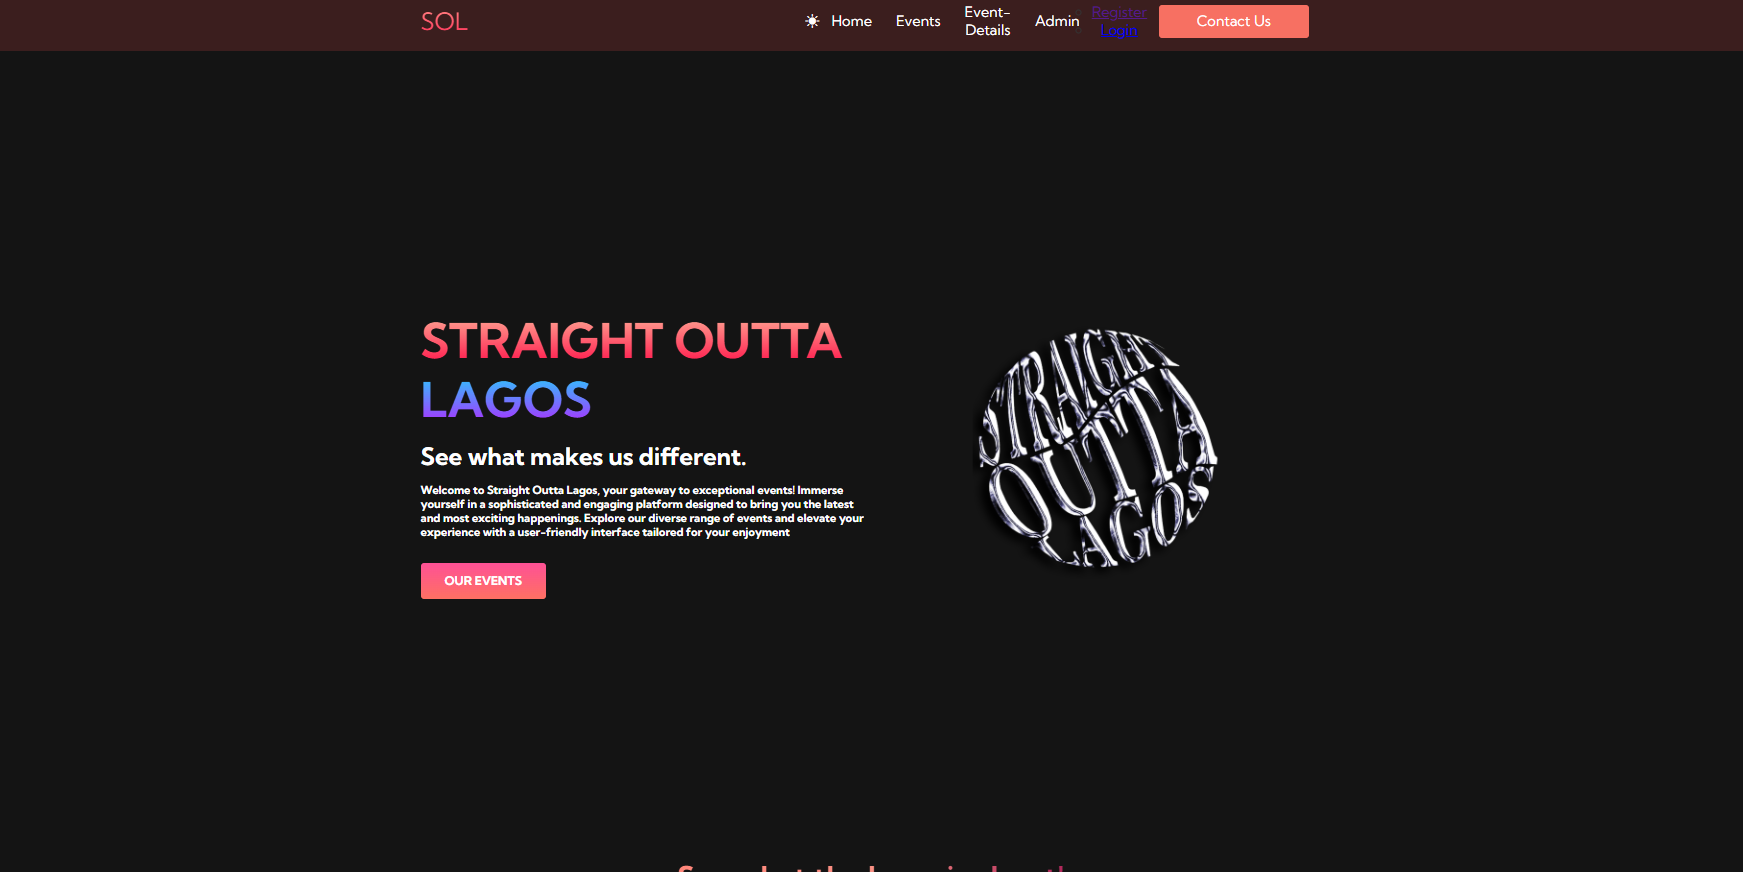 SOL
Home
Events
Event-
Details
Admin
Register
Login
Contact Us
STRAIGHT OUTTA
LAGOS
See what makes us different.
Welcome to Straight Outta Lagos, your gateway to exceptional events! Immerse
yourself in a sophisticated and engaging platform designed to bring you the latest
and most exciting happenings. Explore our diverse range of events and elevate your
experience with a user-friendly interface tailored for your enjoyment
OUR EVENTS
STRAIGHT
OUTTA
LAGOS